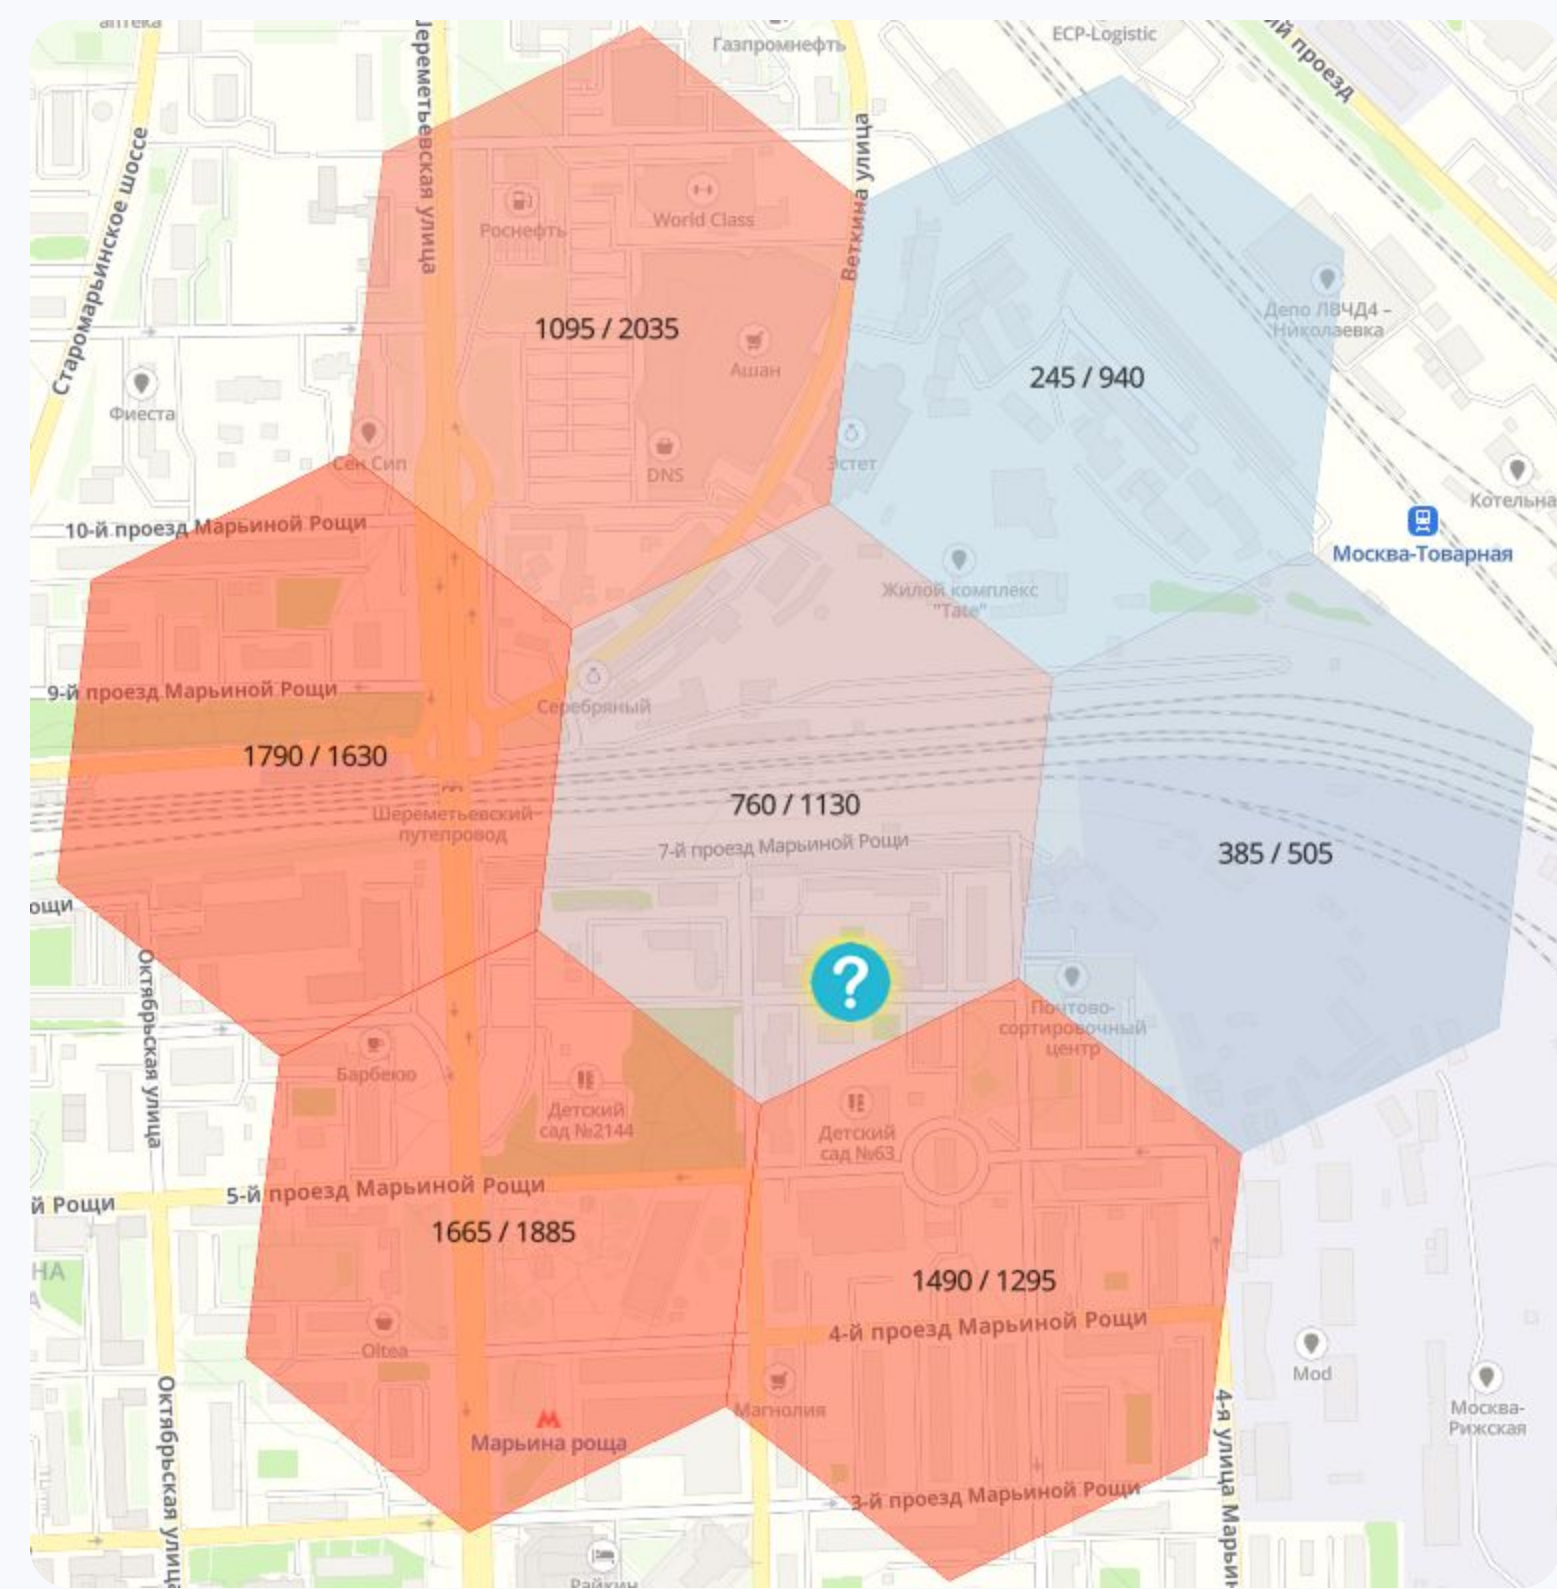 аптека
Шереметьевская улица
Газпромнефть
ECP-Logistic
й проезд
Старомарьинское шоссе
Веткина улица
Роснефть
World Class
Депо ЛВЧД4 –
Николаевка
1095 / 2035
Ашан
245 / 940
Фиеста
Сен Сип
DNS
Эстет
Котельна
10-й проезд Марьиной Рощи
Москва-Товарная
Жилой комплекс
"Tate"
9-й проезд Марьиной Рощи
Серебряный
1790 / 1630
760 / 1130
Шереметьевский
путепровод
7-й проезд Марьиной Рощи
385 / 505
ощи
Октябрьская улица
?
Почтово-
сортировочный
центр
Барбекю
Детский
сад №2144
Детский
сад №63
5-й проезд Марьиной Рощи
й Рощи
1665 / 1885
НА
А
1490 / 1295
4-й проезд Марьиной Рощи
Oltea
Mod
Октябрьская улица
Магнолия
4-я улица Марьин
Москва-
Рижская
М
Марьина роща
3-й проезд Марьиной Рощи
Райкин